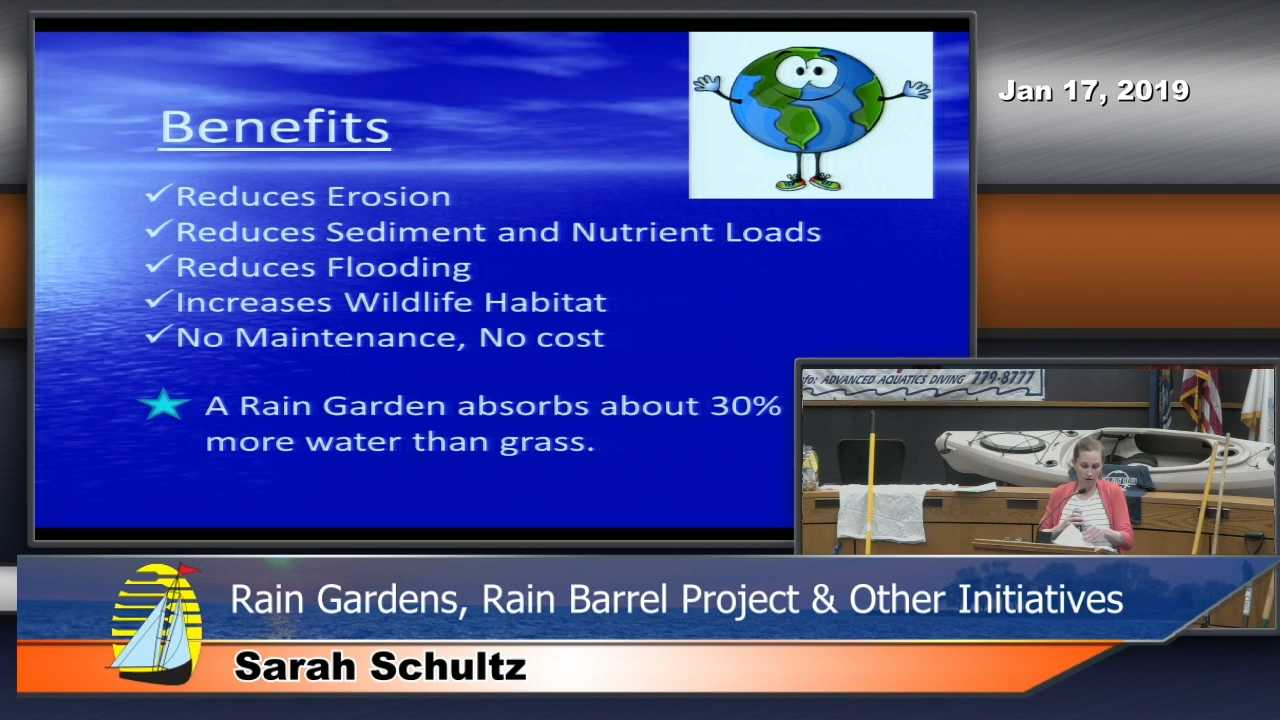 Jan 17, 2019
Benefits
Reduces Erosion
Reduces Sediment and Nutrient Loads
Reduces Flooding
Increases Wildlife Habitat
No Maintenance, No cost
A Rain Garden absorbs about 30%
more water than grass.
ADVANCED AQUATICS DIVING 779-8777
Rain Gardens, Rain Barrel Project & Other Initiatives
Sarah Schultz